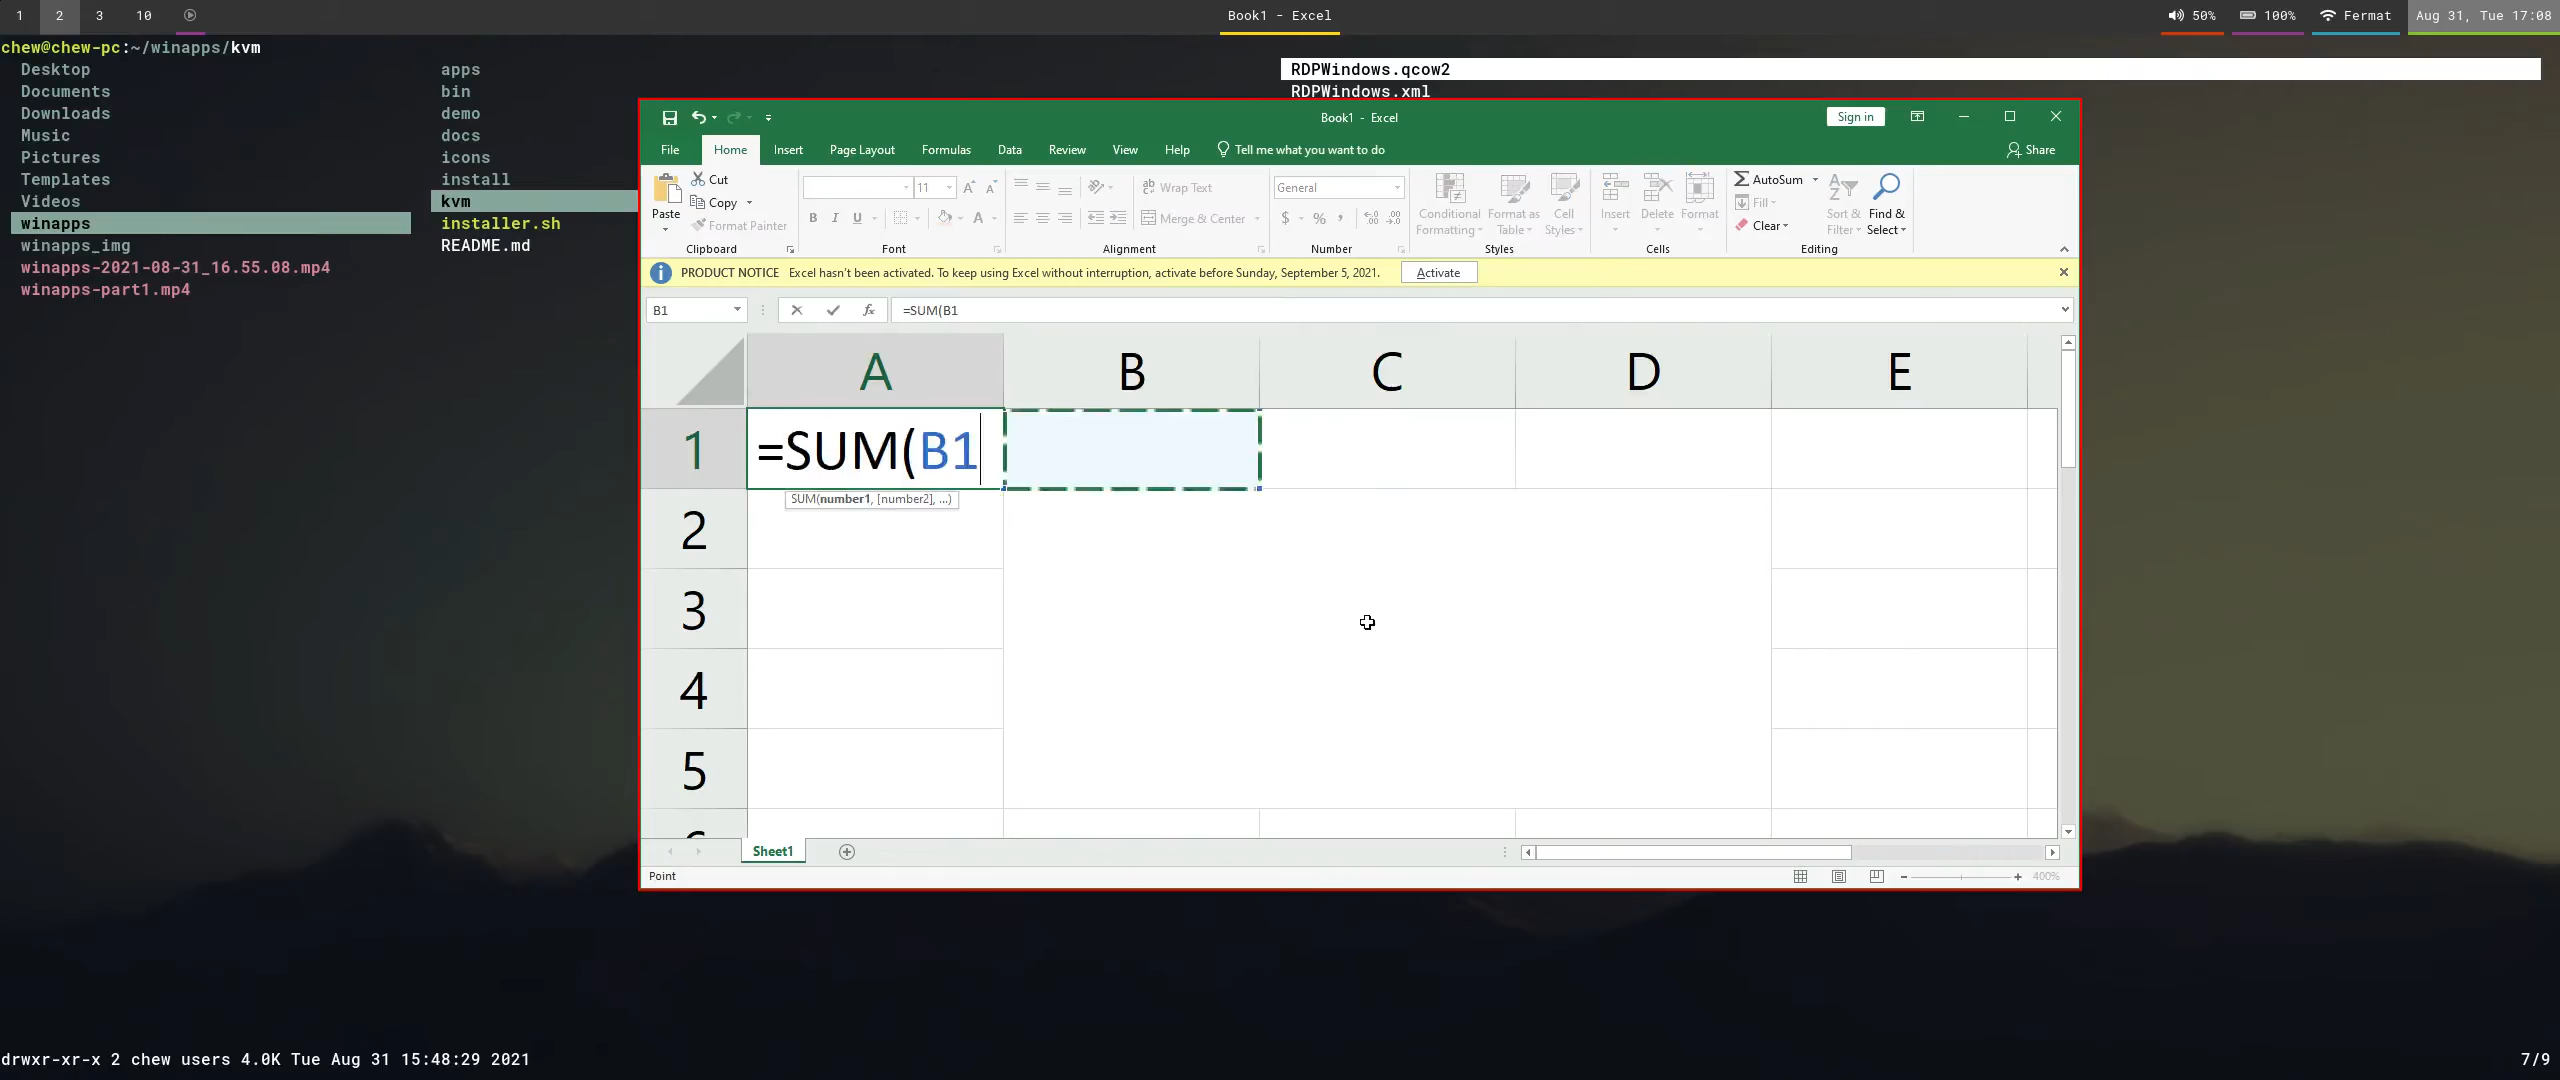 1 2 3 10
Book1 - Excel
50% 100% Fermat Aug 31, Tue 17:08
chew@chew-pc:~/winapps/kvm
Desktop
Documents
Downloads
Music
Pictures
Templates
Videos
winapps
winapps_img
winapps-2021-08-31_16.55.08.mp4
winapps-part1.mp4
apps
bin
demo
docs
icons
install
kvm
installer.sh
README.md
RDPWindows.qcow2
RDPWindows.xml
Book1 - Excel
Sign in
File Home Insert Page Layout Formulas Data Review View Help Tell me what you want to do Share
Paste
Cut
Copy
Format Painter
Clipboard
11
B I U
Font
Wrap Text
Merge & Center
Alignment
General
$ % ,
Number
Conditional Formatting
Format as Table
Cell Styles
Styles
Insert Delete Format
Cells
AutoSum
Fill
Clear
Sort & Filter
Find & Select
Editing
PRODUCT NOTICE Excel hasn't been activated. To keep using Excel without interruption, activate before Sunday, September 5, 2021. Activate
B1 fx =SUM(B1
A B C D E
1 =SUM(B1
SUM(number1, [number2], ...)
2
3
4
5
Sheet1
Point
400%
drwxr-xr-x 2 chew users 4.0K Tue Aug 31 15:48:29 2021
7/9